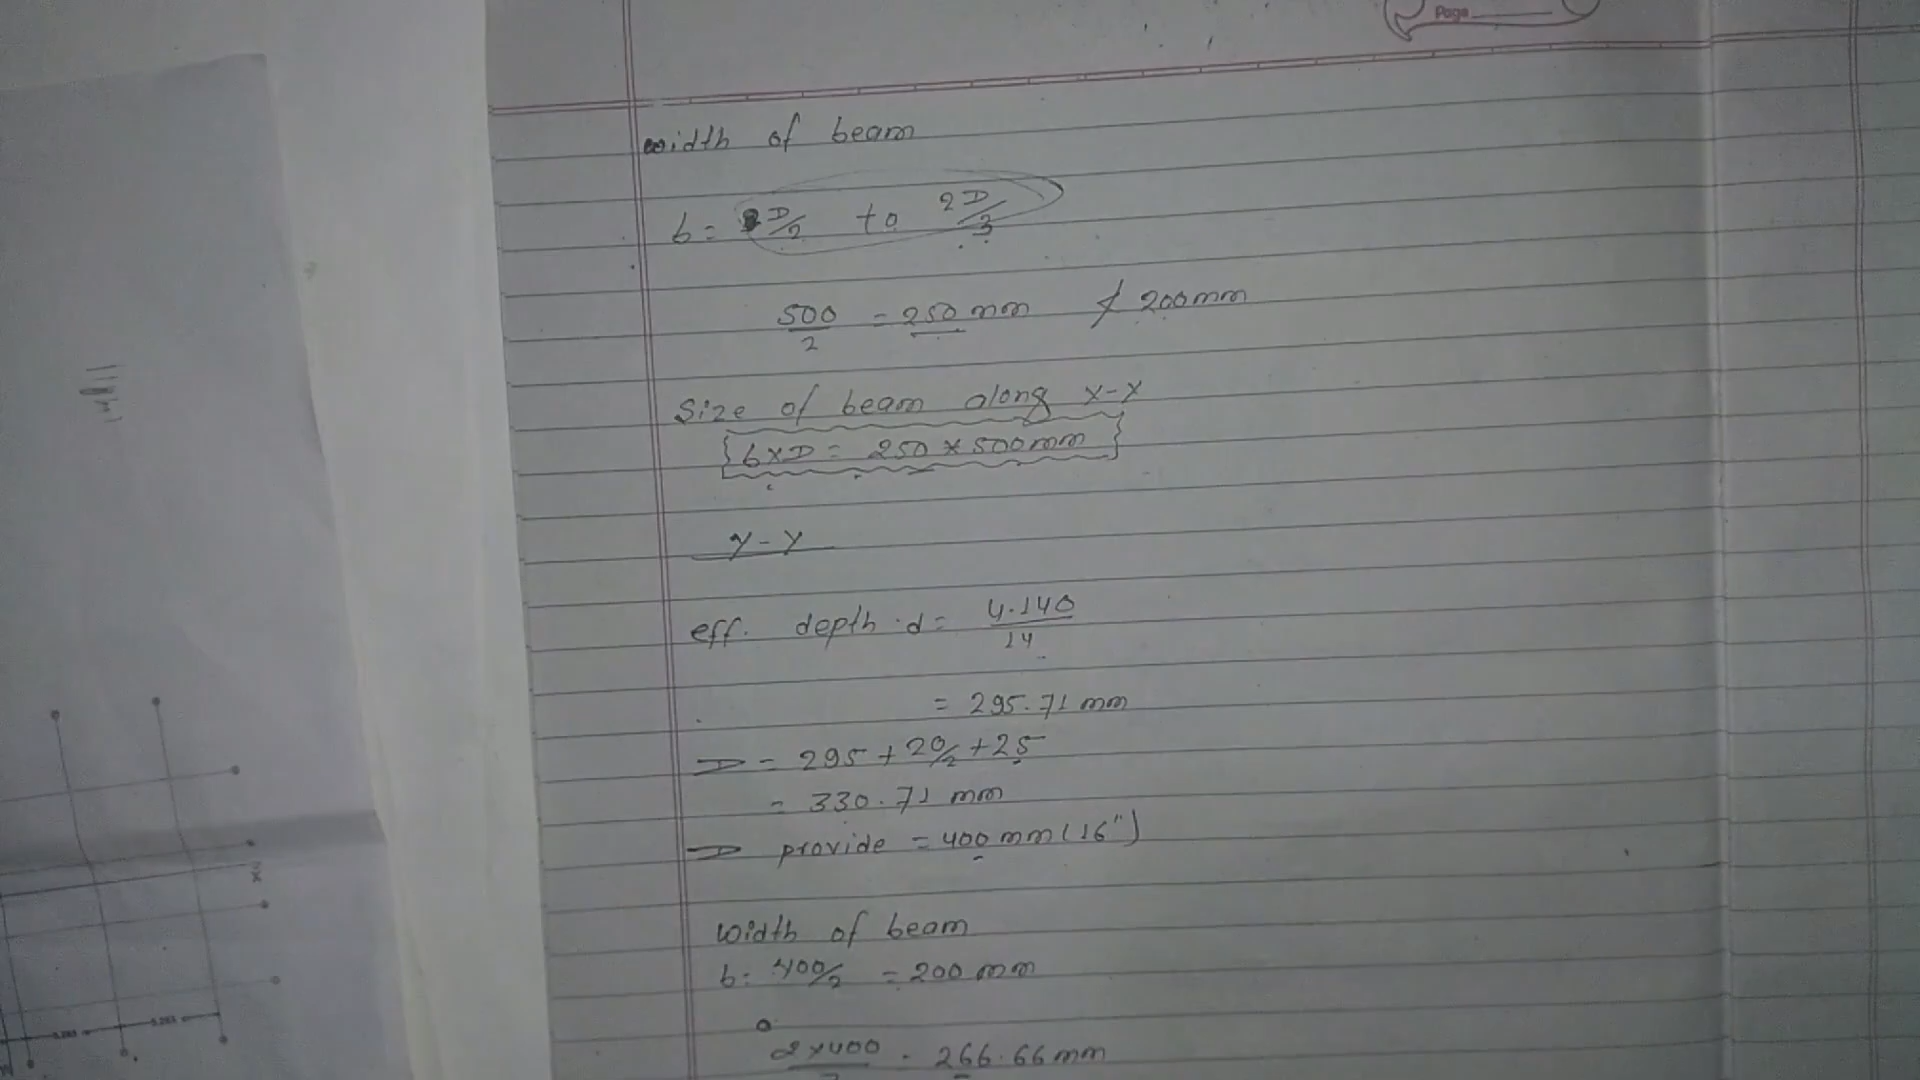 Page
width of beam
b = D/2 to 2D/3
500/2 = 250 mm ≮ 200mm
Size of beam along x-x
{b×D = 250 × 500mm}
y-y
eff. depth d = 4.140/14
= 295.71 mm
D = 295 + 20/2 + 25
= 330.71 mm
D provide = 400 mm (16")
width of beam
b = 400/2 = 200 mm
2×400 = 266.66 mm
X